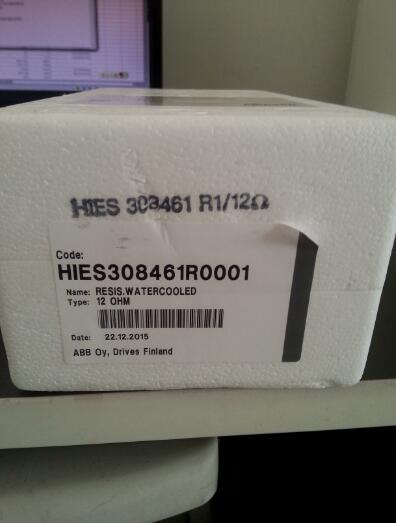 HIES 308461 R1/12Ω
Code:
HIES308461R0001
Name: RESIS.WATERCOOLED
Type: 12 OHM
Date: 22.12.2015
ABB Oy, Drives Finland